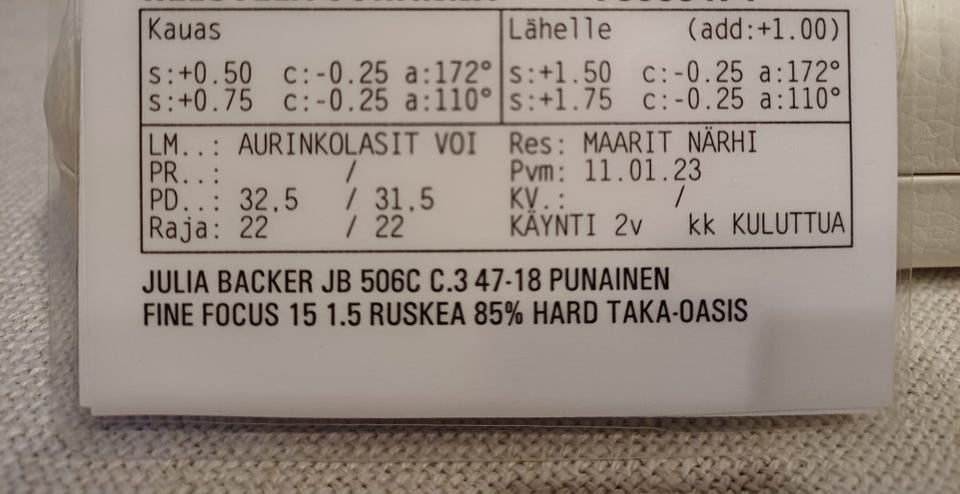 Kauas Lähelle (add:+1.00)
s:+0.50 c:-0.25 a:172° s:+1.50 c:-0.25 a:172°
s:+0.75 c:-0.25 a:110° s:+1.75 c:-0.25 a:110°
LM..: AURINKOLASIT VOI Res: MAARIT NÄRHI
PR..: / Pvm: 11.01.23
PD..: 32,5 / 31,5 KV.: /
Raja: 22 / 22 KÄYNTI 2v kk KULUTTUA
JULIA BACKER JB 506C C.3 47-18 PUNAINEN
FINE FOCUS 15 1.5 RUSKEA 85% HARD TAKA-OASIS